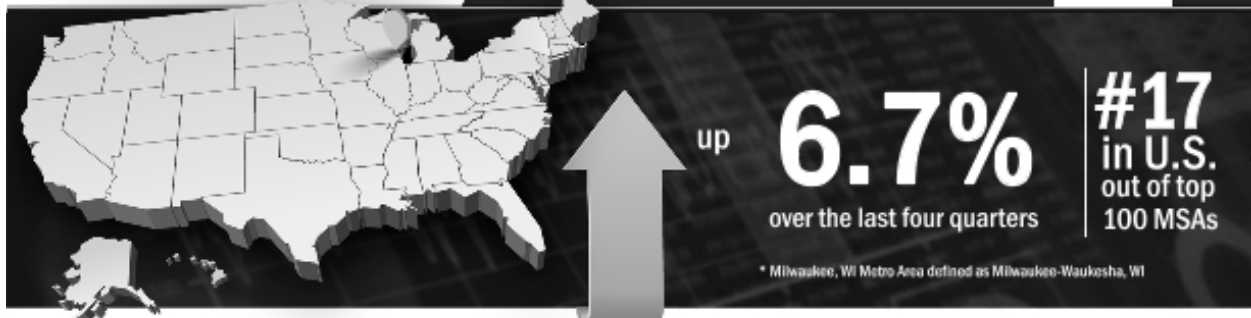 up
6.7%
over the last four quarters
#17
in U.S.
out of top
100 MSAs
* Milwaukee, WI Metro Area defined as Milwaukee-Waukesha, WI